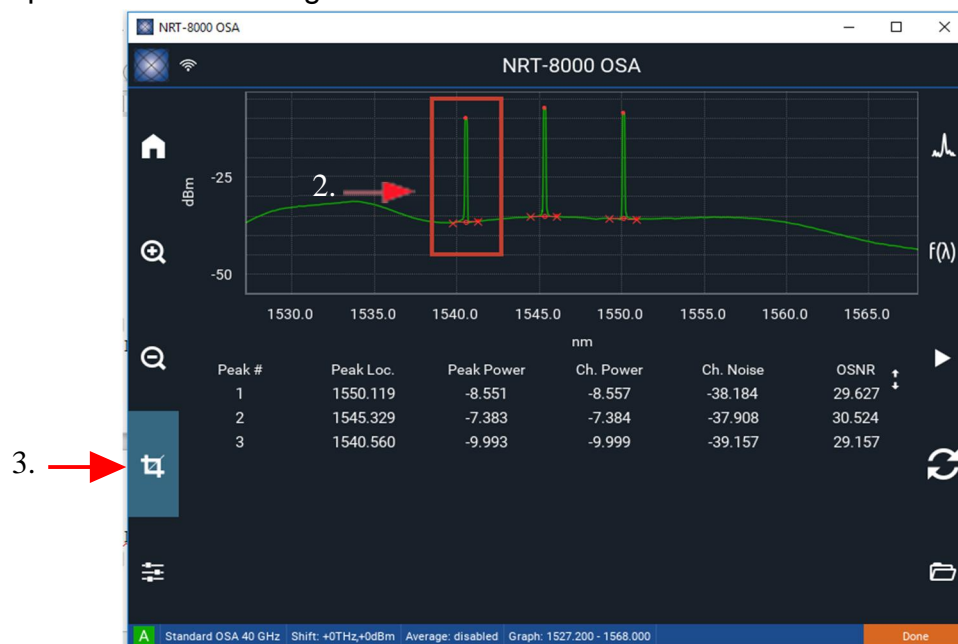 NRT-8000 OSA
NRT-8000 OSA
dBm
-25
-50
2.
1530.0 1535.0 1540.0 1545.0 1550.0 1555.0 1560.0 1565.0
nm
f(λ)
Peak # Peak Loc. Peak Power Ch. Power Ch. Noise OSNR
1 1550.119 -8.551 -8.557 -38.184 29.627
2 1545.329 -7.383 -7.384 -37.908 30.524
3 1540.560 -9.993 -9.999 -39.157 29.157
3.
A Standard OSA 40 GHz Shift: +0THz,+0dBm Average: disabled Graph: 1527.200 - 1568.000 Done